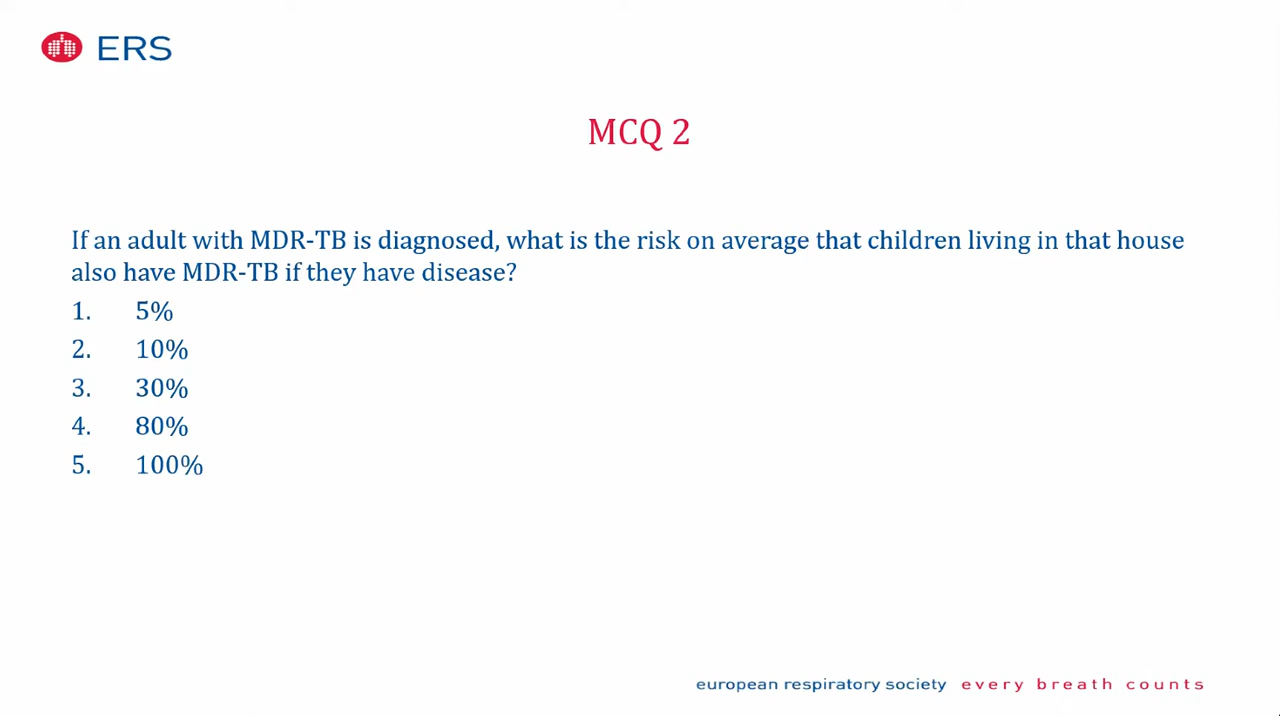 ERS
MCQ 2
If an adult with MDR-TB is diagnosed, what is the risk on average that children living in that house
also have MDR-TB if they have disease?
1. 5%
2. 10%
3. 30%
4. 80%
5. 100%
european respiratory society every breath counts